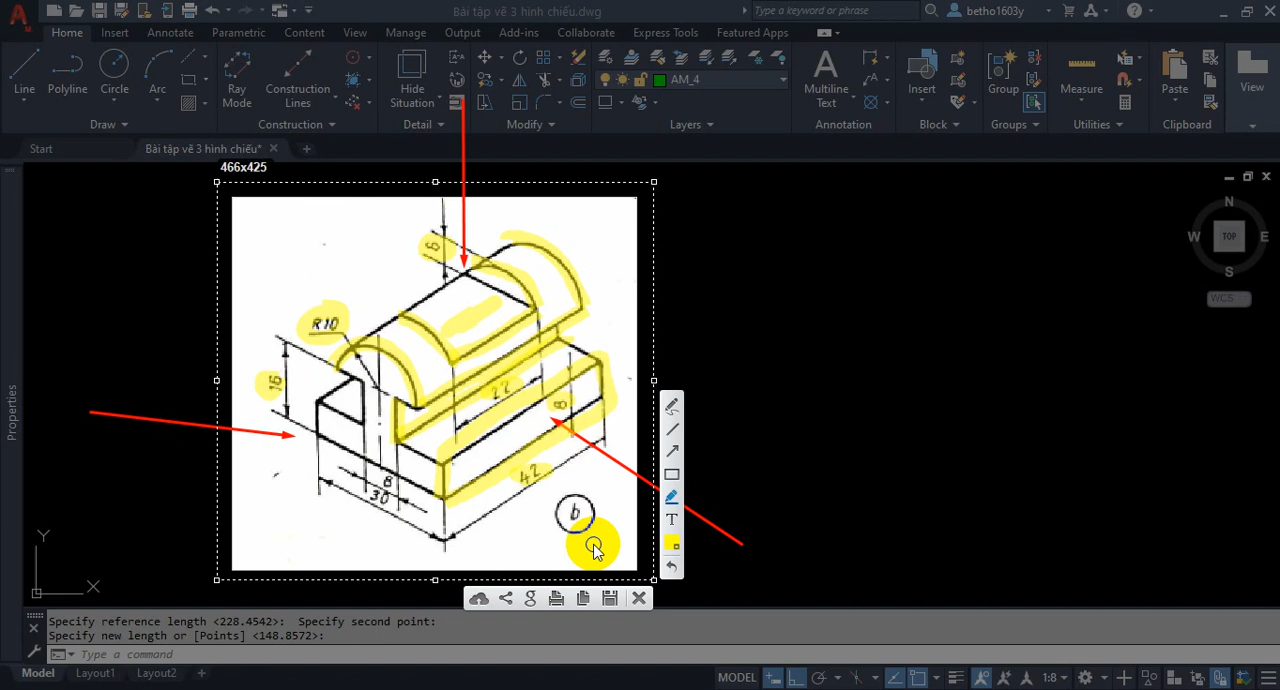 Bài tập vẽ 3 hình chiếu.dwg
Type a keyword or phrase
betho1603y
Home Insert Annotate Parametric Content View Manage Output Add-ins Collaborate Express Tools Featured Apps
Line Polyline Circle Arc
Ray Mode
Construction Lines
Hide Situation
AM_4
Multiline Text
Insert
Group
Measure
Paste
View
Draw Construction Detail Modify Layers Annotation Block Groups Utilities Clipboard
Start Bài tập vẽ 3 hình chiếu*
466x425
Properties
6
R10
16
22
8
42
8
30
b
T
g
N
W TOP E
S
WCS
Y
X
Specify reference length <228.4542>: Specify second point:
Specify new length or [Points] <148.8572>:
Type a command
Model Layout1 Layout2
MODEL
1:8